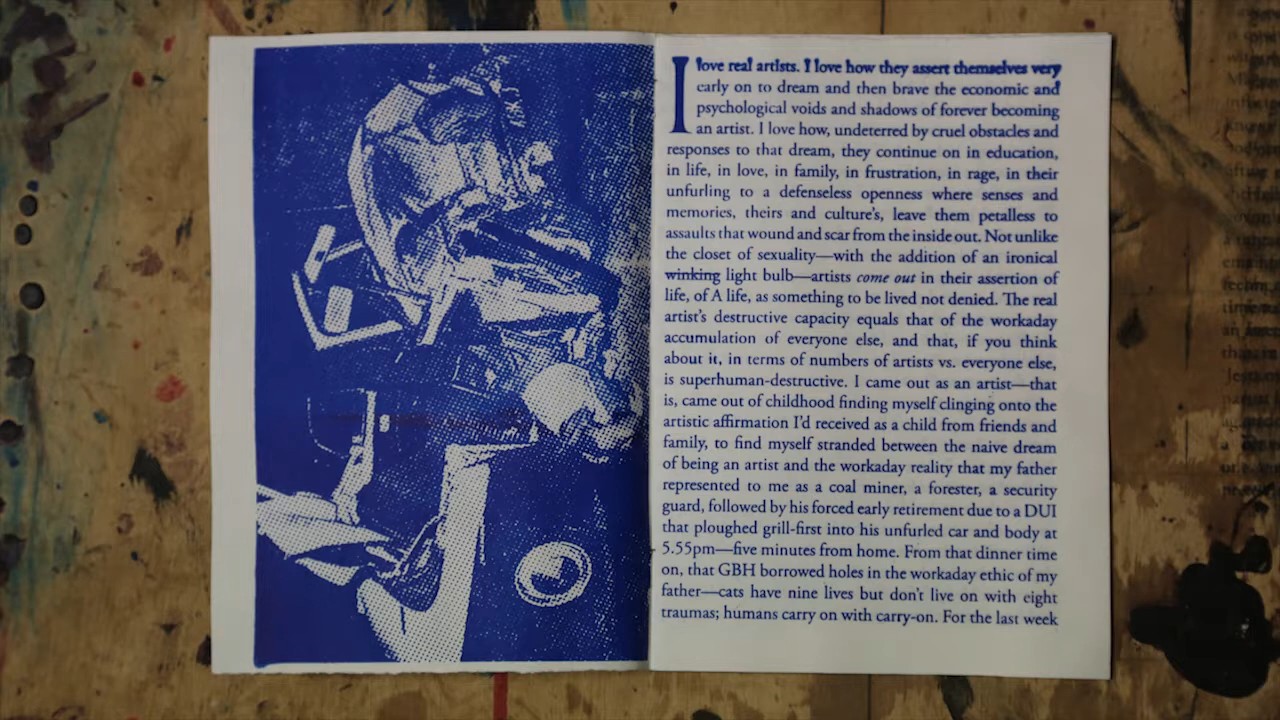 I love real artists. I love how they assert themselves very
early on to dream and then brave the economic and
psychological voids and shadows of forever becoming
an artist. I love how, undeterred by cruel obstacles and
responses to that dream, they continue on in education,
in life, in love, in family, in frustration, in rage, in their
unfurling to a defenseless openness where senses and
memories, theirs and culture's, leave them petalless to
assaults that wound and scar from the inside out. Not unlike
the closet of sexuality—with the addition of an ironical
winking light bulb—artists come out in their assertion of
life, of A life, as something to be lived not denied. The real
artist's destructive capacity equals that of the workaday
accumulation of everyone else, and that, if you think
about it, in terms of numbers of artists vs. everyone else,
is superhuman-destructive. I came out as an artist—that
is, came out of childhood finding myself clinging onto the
artistic affirmation I'd received as a child from friends and
family, to find myself stranded between the naive dream
of being an artist and the workaday reality that my father
represented to me as a coal miner, a forester, a security
guard, followed by his forced early retirement due to a DUI
that ploughed grill-first into his unfurled car and body at
5.55pm—five minutes from home. From that dinner time
on, that GBH borrowed holes in the workaday ethic of my
father—cats have nine lives but don't live on with eight
traumas; humans carry on with carry-on. For the last week